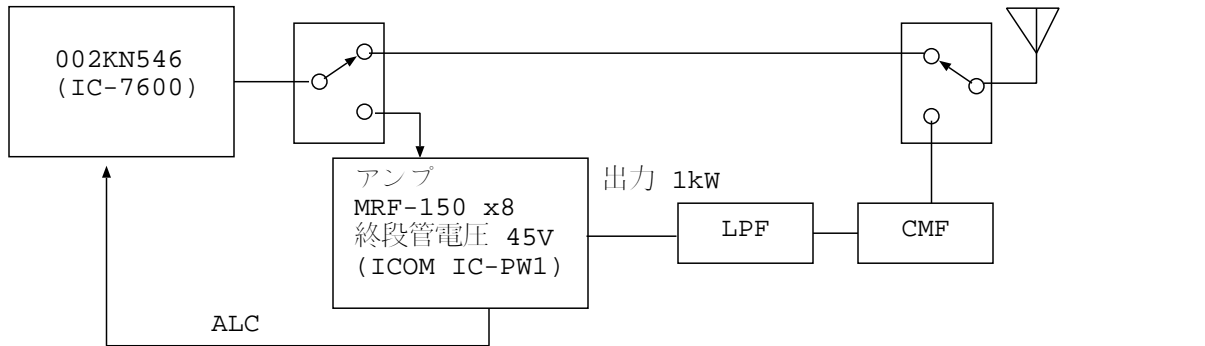 002KN546
(IC-7600)
アンプ
MRF-150 x8
終段管電圧 45V
(ICOM IC-PW1)
出力 1kW
LPF
CMF
ALC